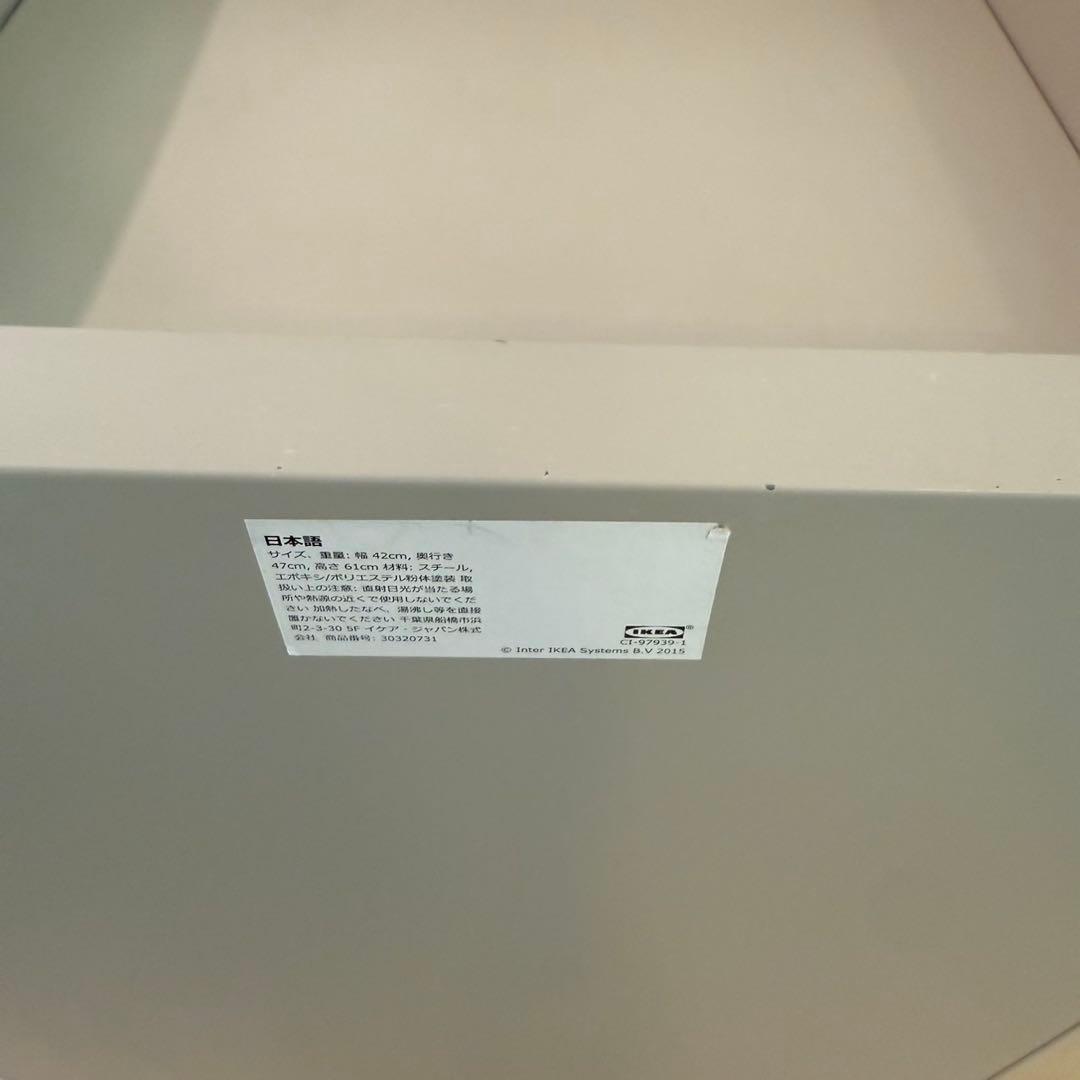 日本語
サイズ、重量: 幅 42cm, 奥行き
47cm, 高さ 61cm 材料: スチール,
エポキシ/ポリエステル粉体塗装 取
扱い上の注意: 直射日光が当たる場
所や熱源の近くで使用しないでくだ
さい 加熱したなべ、湯沸し等を直接
置かないでください 千葉県船橋市浜
町2-3-30 5F イケア・ジャパン株式
会社 商品番号: 30320731
IKEA®
CI-97939-1
© Inter IKEA Systems B.V 2015